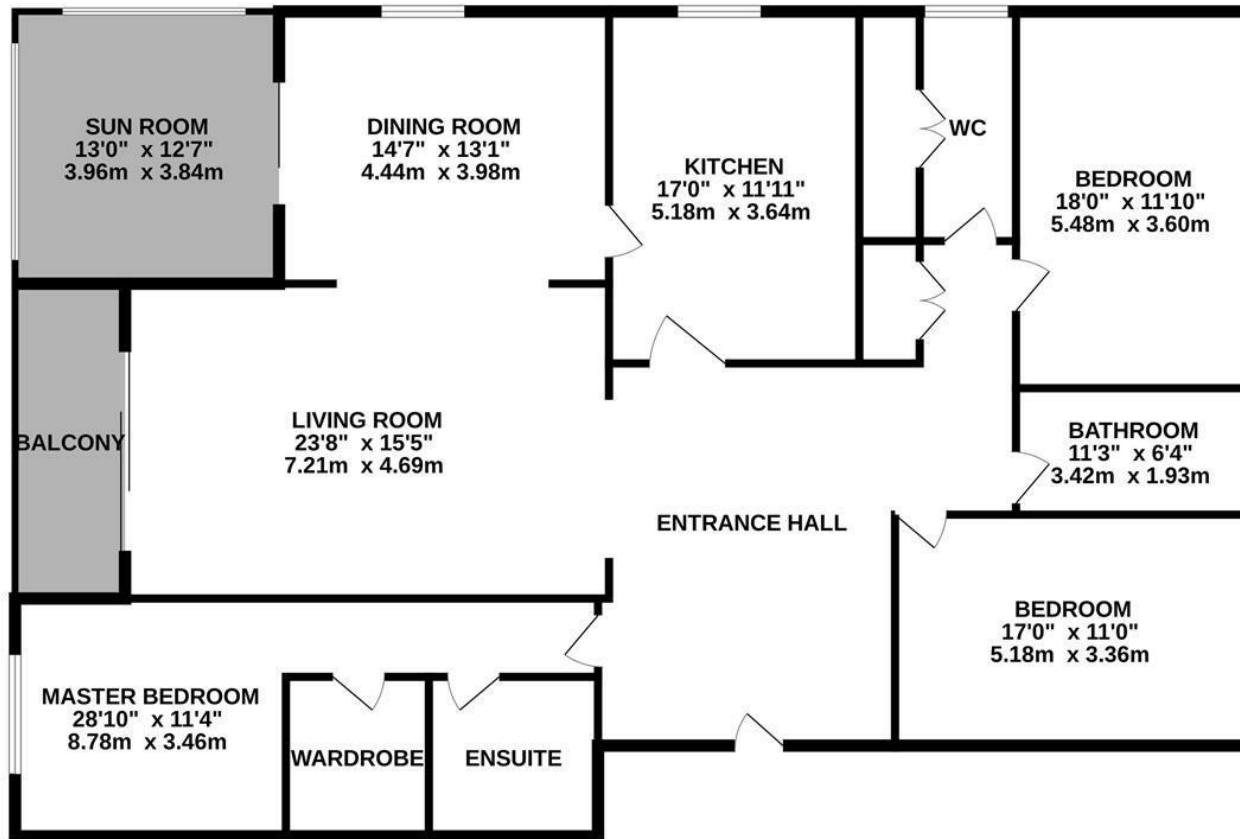 SUN ROOM
13'0" x 12'7"
3.96m x 3.84m
DINING ROOM
14'7" x 13'1"
4.44m x 3.98m
KITCHEN
17'0" x 11'11"
5.18m x 3.64m
WC
BEDROOM
18'0" x 11'10"
5.48m x 3.60m
BALCONY
LIVING ROOM
23'8" x 15'5"
7.21m x 4.69m
BATHROOM
11'3" x 6'4"
3.42m x 1.93m
ENTRANCE HALL
BEDROOM
17'0" x 11'0"
5.18m x 3.36m
MASTER BEDROOM
28'10" x 11'4"
8.78m x 3.46m
WARDROBE
ENSUITE